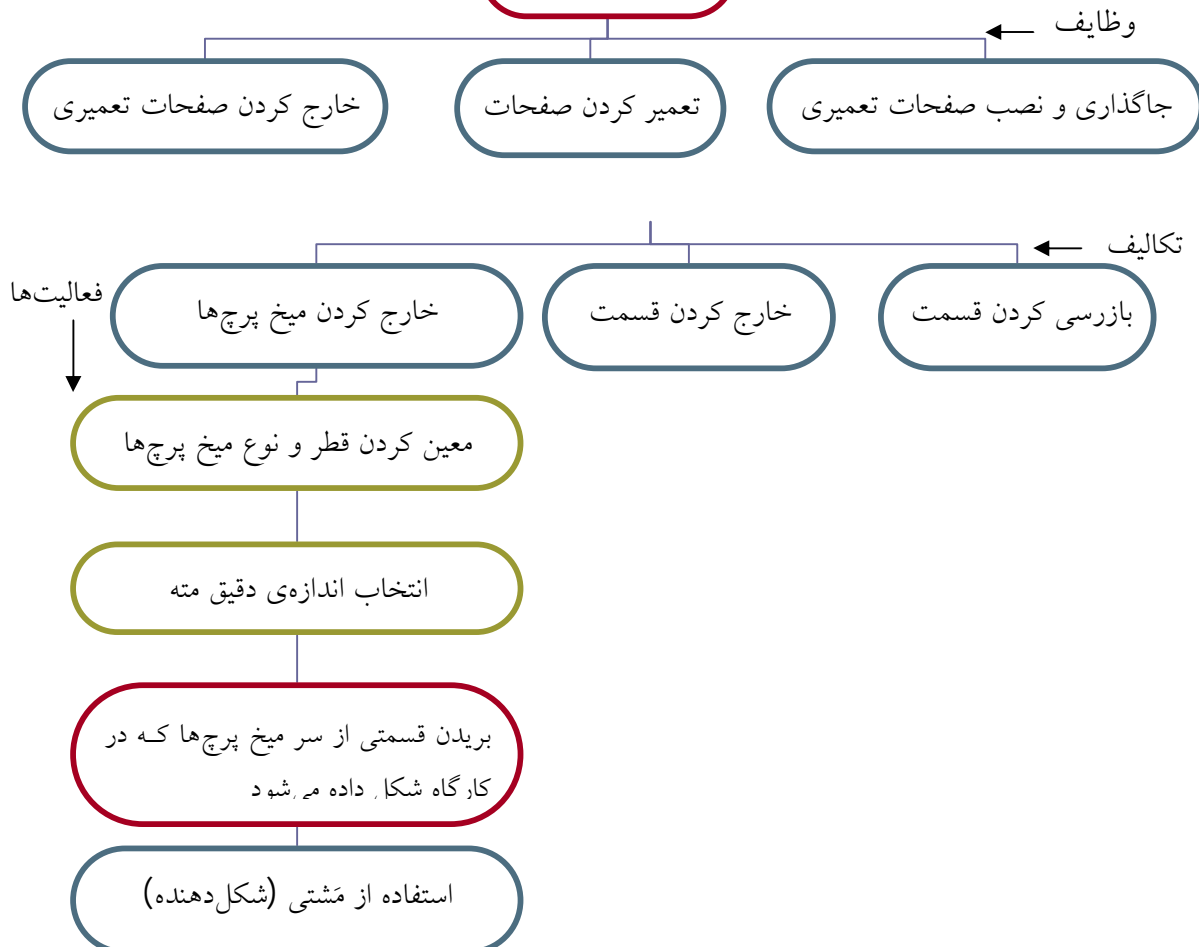 وظایف
جاگذاری و نصب صفحات تعمیری
تعمیر کردن صفحات
خارج کردن صفحات تعمیری
تکالیف
بازرسی کردن قسمت
خارج کردن قسمت
خارج کردن میخ پرچ‌ها
فعالیت‌ها
معین کردن قطر و نوع میخ پرچ‌ها
انتخاب اندازه‌ی دقیق مته
بریدن قسمتی از سر میخ پرچ‌ها کـه در
کارگاه شکل داده می‌شود
استفاده از مَشتی (شکل‌دهنده)